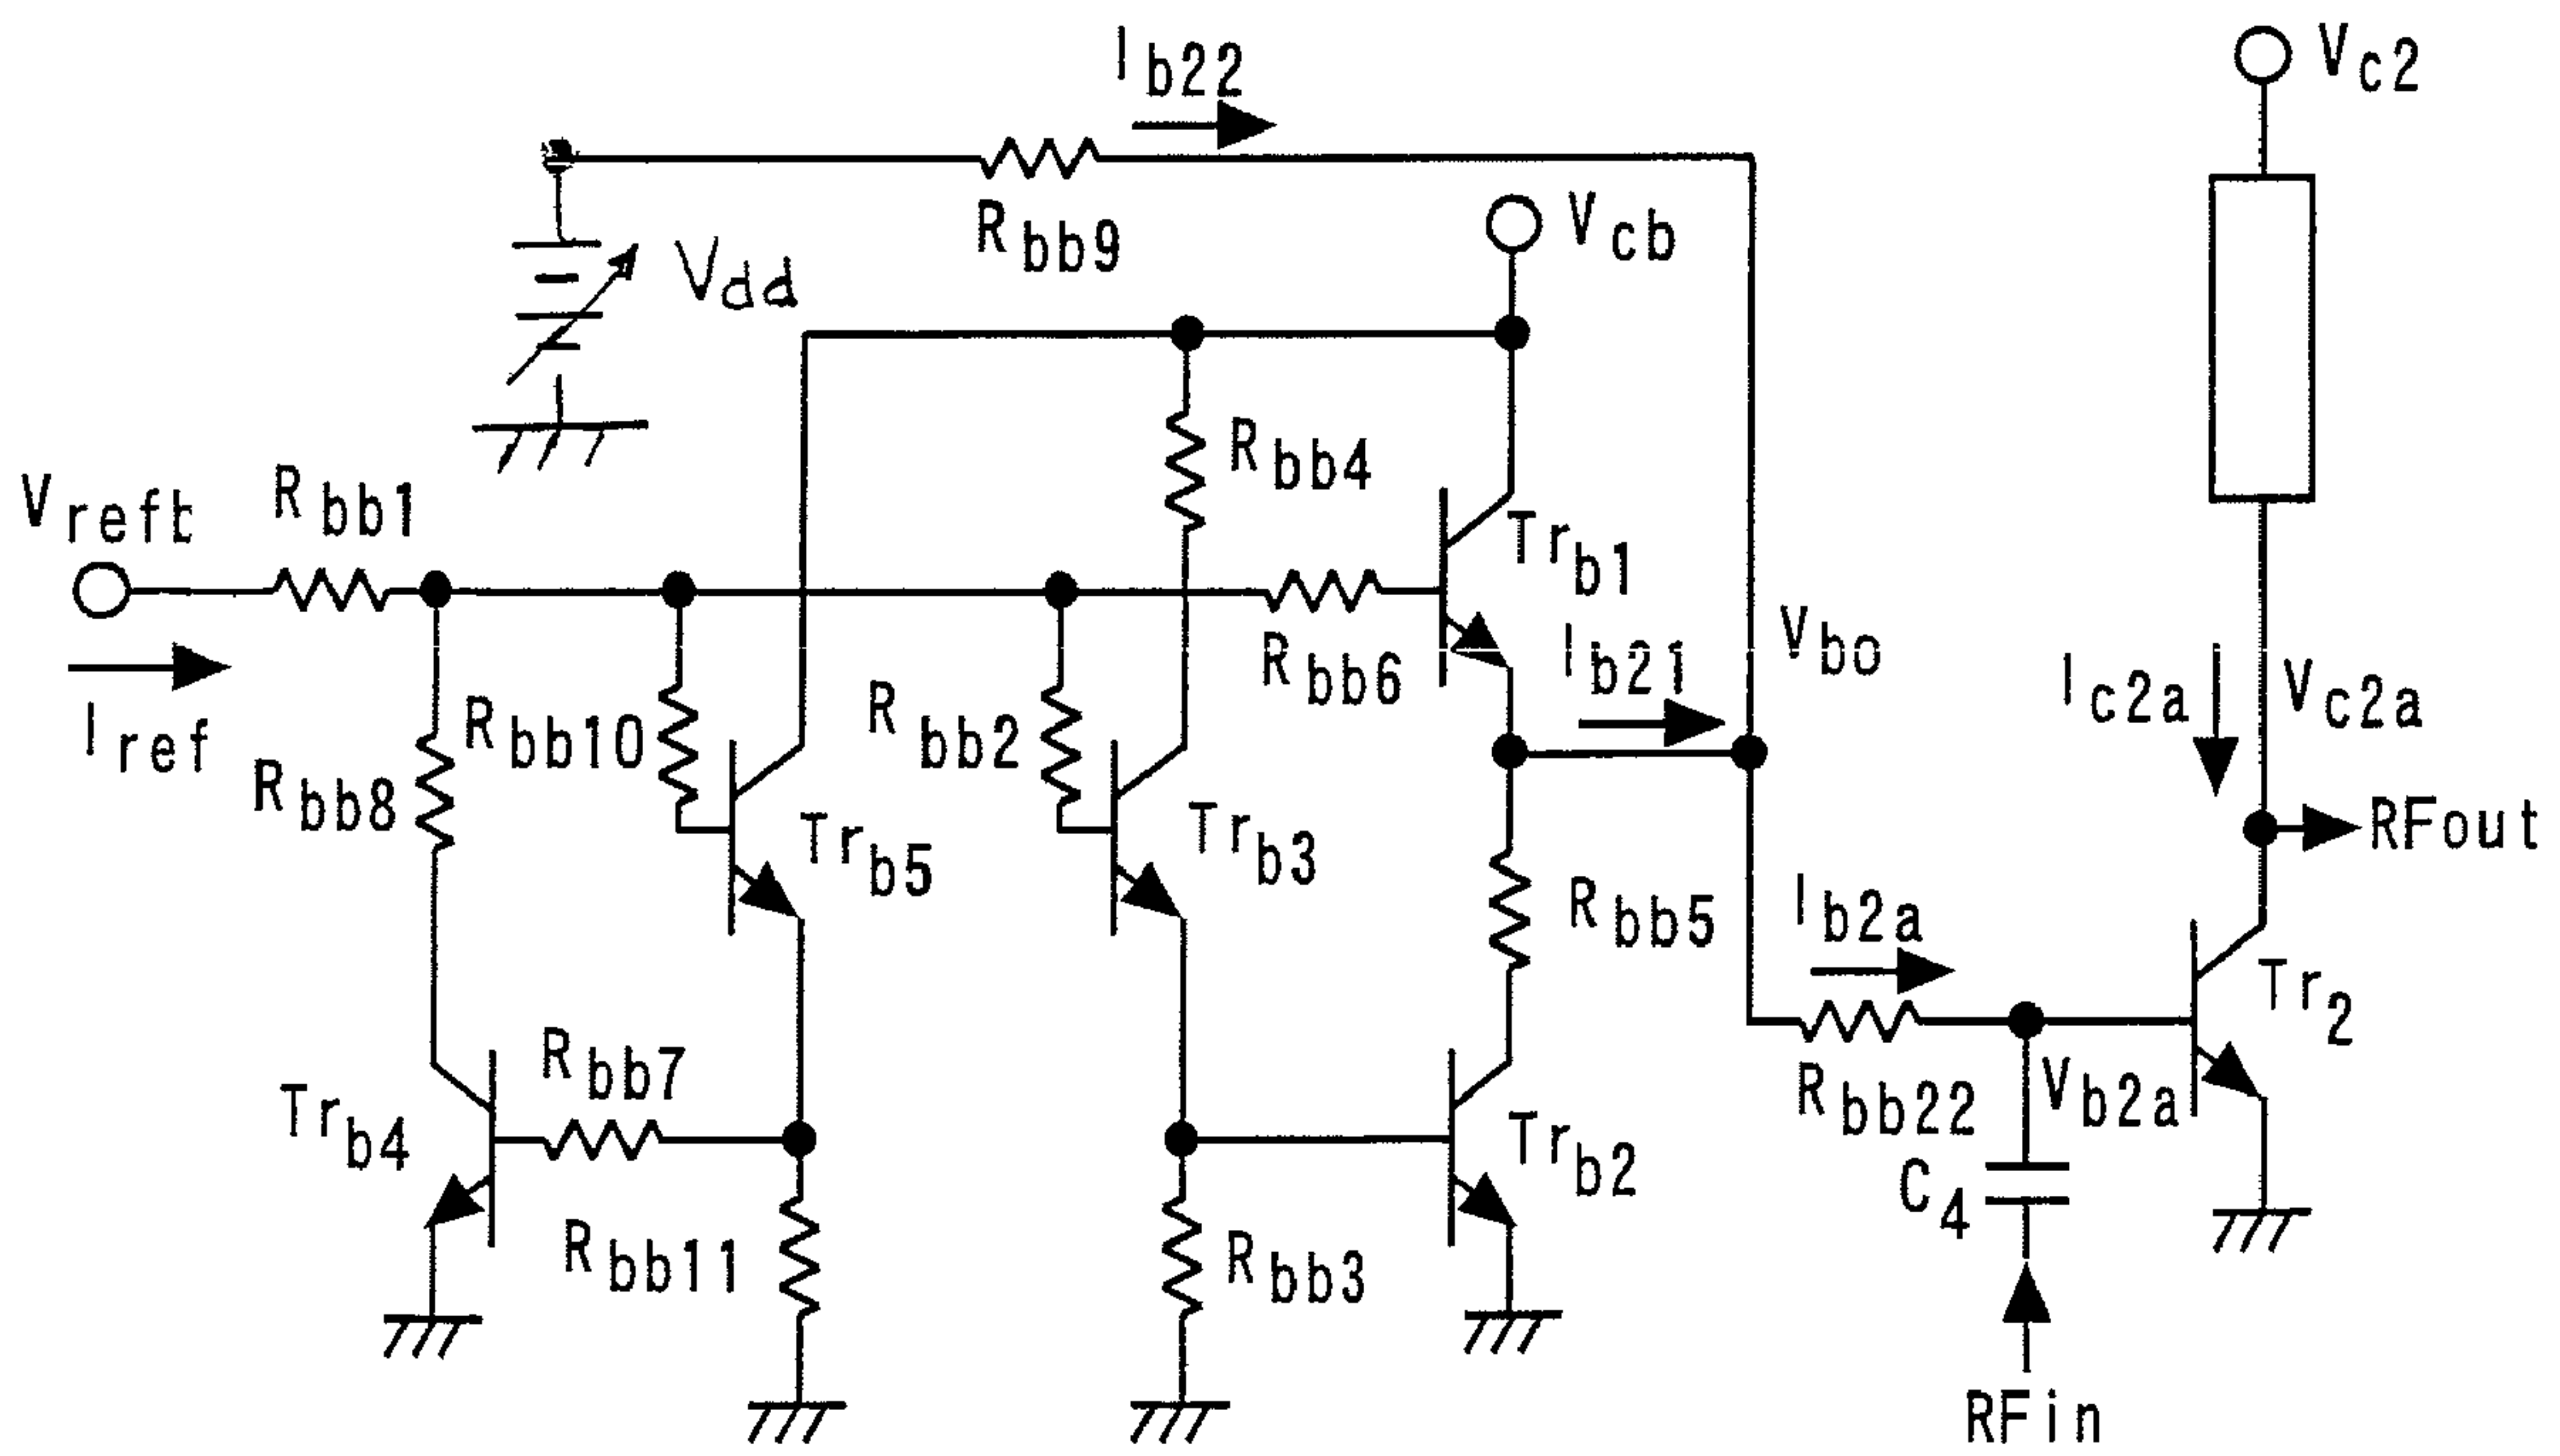 Ib22
Vc2
Rbb9
Vcb
Vdd
Rbb4
Vrefb
Rbb1
Trb1
Rbb6
Ib21
Vbo
Ic2a
Vc2a
Iref
Rbb10
Rbb2
Rbb8
Trb5
Trb3
RFout
Rbb5
Ib2a
Tr2
Rbb7
Trb4
Trb2
Rbb22
Vb2a
C4
Rbb11
Rbb3
RFin